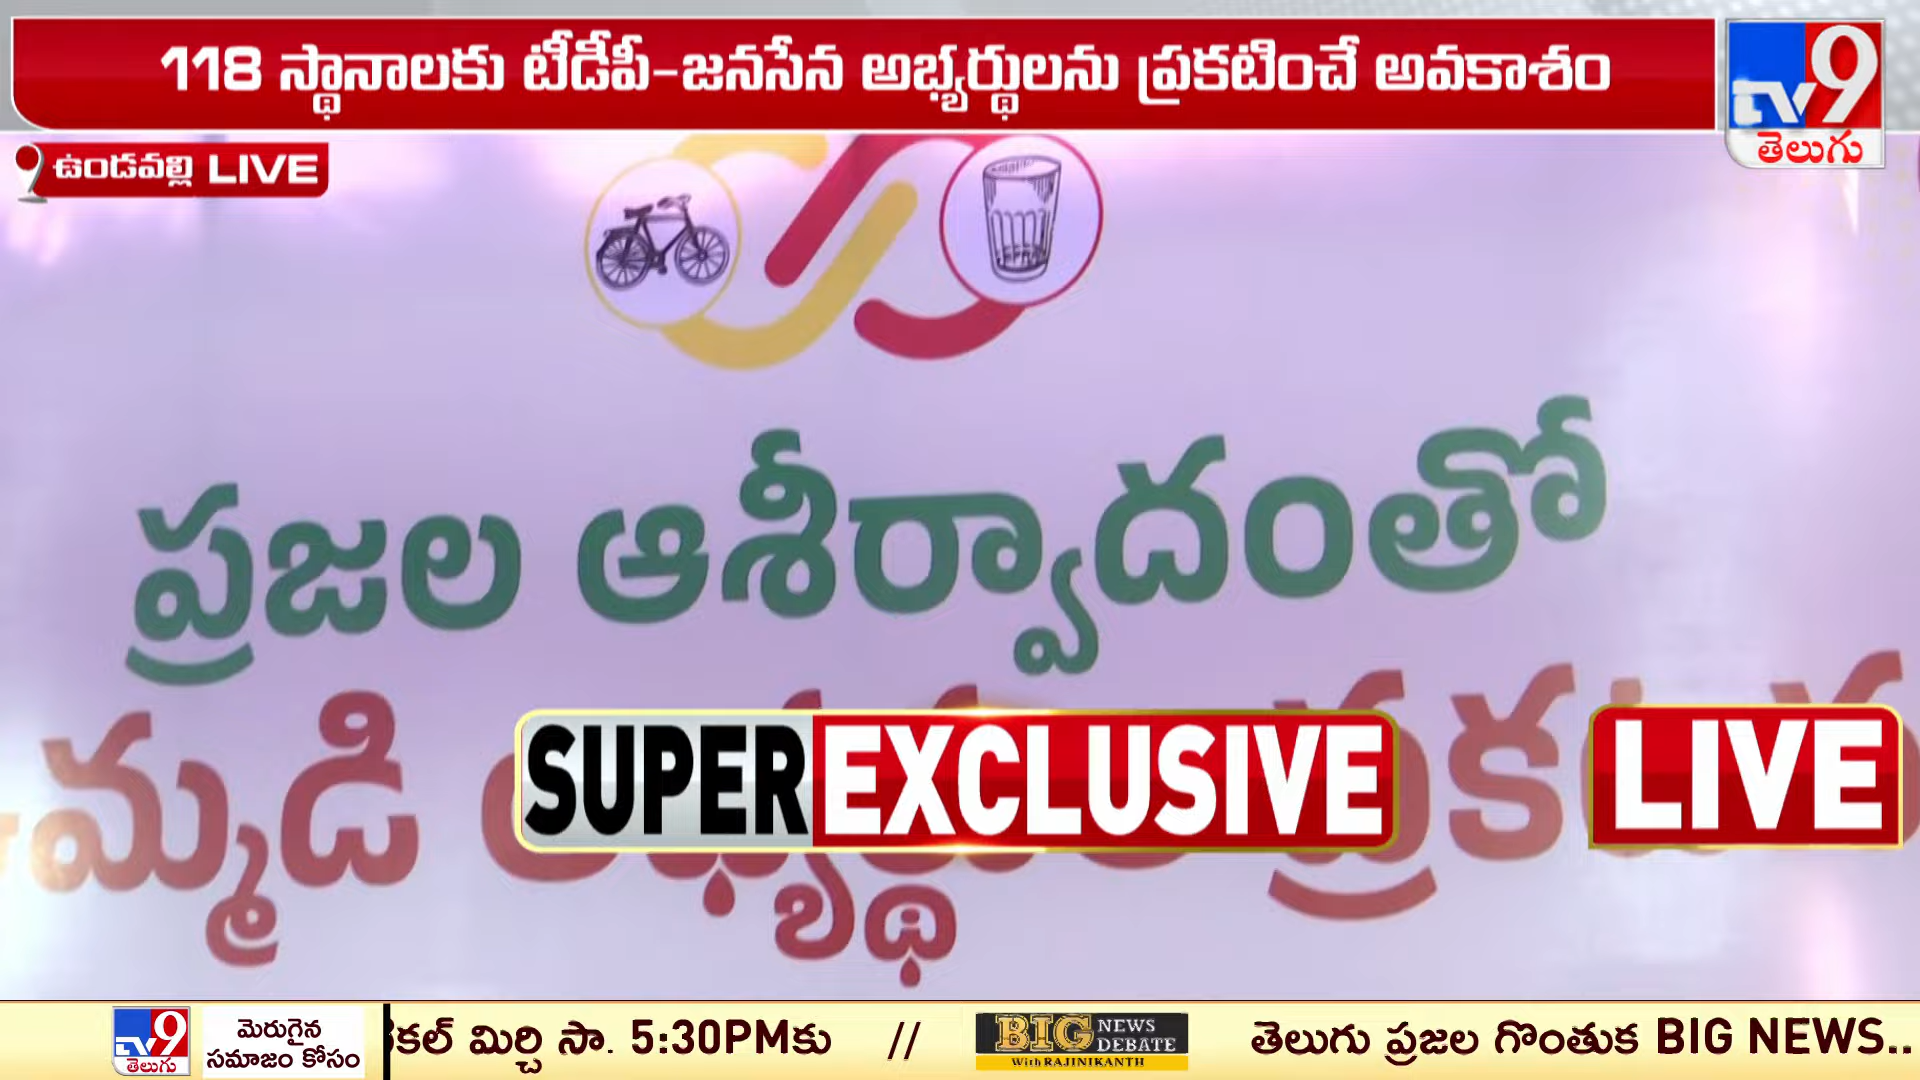 118 స్థానాలకు టీడీపీ-జనసేన అభ్యర్థులను ప్రకటించే అవకాశం
TV9
తెలుగు
ఉండవల్లి LIVE
ప్రజల ఆశీర్వాదంతో
SUPER EXCLUSIVE
LIVE
TV9
తెలుగు
మెరుగైన
సమాజం కోసం
మిర్చి సా. 5:30PMకు //
BIG NEWS
DEBATE
With RAJINIKANTH
తెలుగు ప్రజల గొంతుక BIG NEWS..